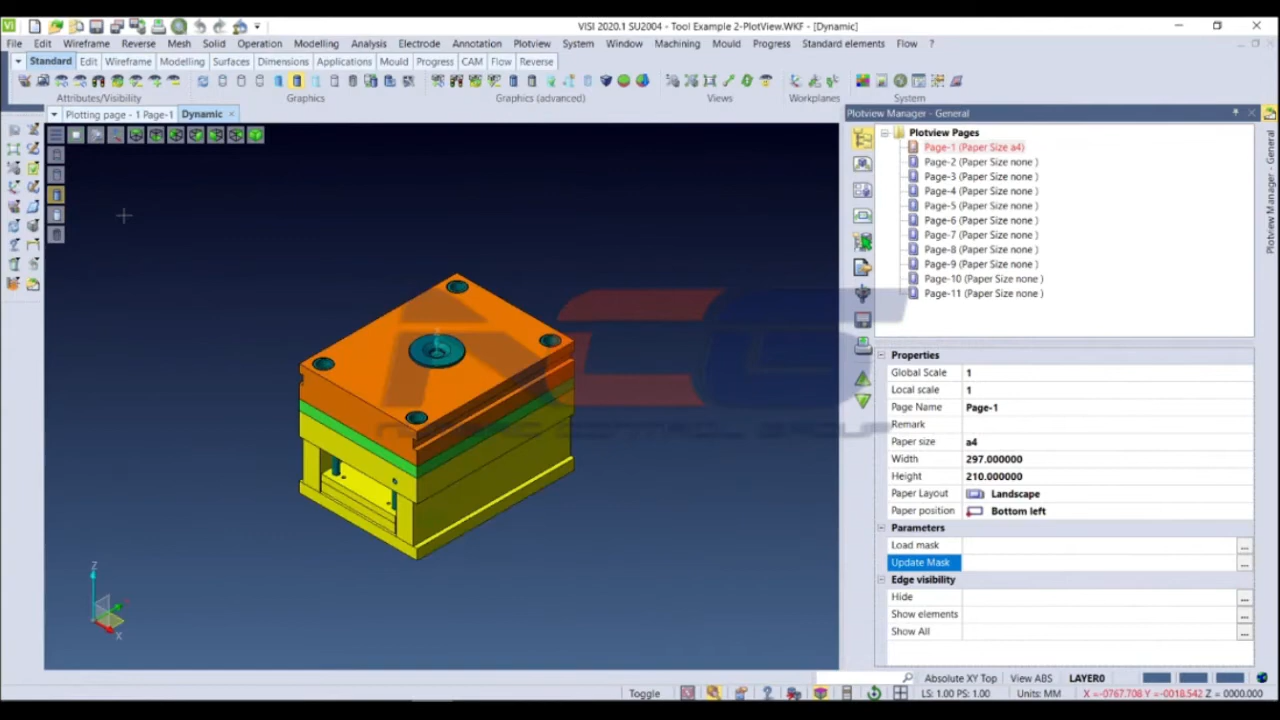 VISI 2020.1 SU2004 - Tool Example 2-PlotView.WKF - [Dynamic]
File Edit Wireframe Reverse Mesh Solid Operation Modelling Analysis Electrode Annotation Plotview System Window Machining Mould Progress Standard elements Flow ?
Standard Edit Wireframe Modelling Surfaces Dimensions Applications Mould Progress CAM Flow Reverse
Attributes/Visibility Graphics Graphics (advanced) Views Workplanes System
Plotting page - 1 Page-1 Dynamic
Plotview Manager - General
Plotview Pages
Page-1 (Paper Size a4)
Page-2 (Paper Size none )
Page-3 (Paper Size none )
Page-4 (Paper Size none )
Page-5 (Paper Size none )
Page-6 (Paper Size none )
Page-7 (Paper Size none )
Page-8 (Paper Size none )
Page-9 (Paper Size none )
Page-10 (Paper Size none )
Page-11 (Paper Size none )
Plotview Manager - General
Properties
Global Scale 1
Local scale 1
Page Name Page-1
Remark
Paper size a4
Width 297.000000
Height 210.000000
Paper Layout Landscape
Paper position Bottom left
Parameters
Load mask ...
Update Mask ...
Edge visibility
Hide ...
Show elements ...
Show All ...
Z
X
Absolute XY Top View ABS LAYER0
Toggle LS: 1.00 PS: 1.00 Units: MM X =-0767.708 Y =-0018.542 Z = 0000.000